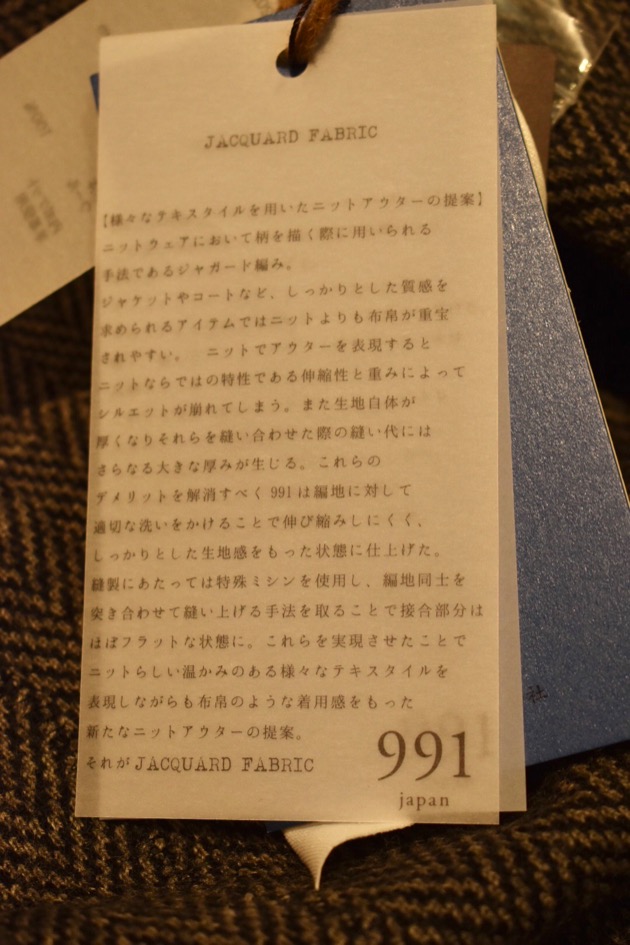 JACQUARD FABRIC
【様々なテキスタイルを用いたニットアウターの提案】
ニットウェアにおいて柄を描く際に用いられる
手法であるジャガード編み。
ジャケットやコートなど、しっかりとした質感を
求められるアイテムではニットよりも布帛が重宝
されやすい。 ニットでアウターを表現すると
ニットならではの特性である伸縮性と重みによって
シルエットが崩れてしまう。また生地自体が
厚くなりそれらを縫い合わせた際の縫い代には
さらなる大きな厚みが生じる。これらの
デメリットを解消すべく 991 は編地に対して
適切な洗いをかけることで伸び縮みしにくく、
しっかりとした生地感をもった状態に仕上げた。
縫製にあたっては特殊ミシンを使用し、編地同士を
突き合わせて縫い上げる手法を取ることで接合部分は
ほぼフラットな状態に。これらを実現させたことで
ニットらしい温かみのある様々なテキスタイルを
表現しながらも布帛のような着用感をもった
新たなニットアウターの提案。
それが JACQUARD FABRIC
991
japan
社